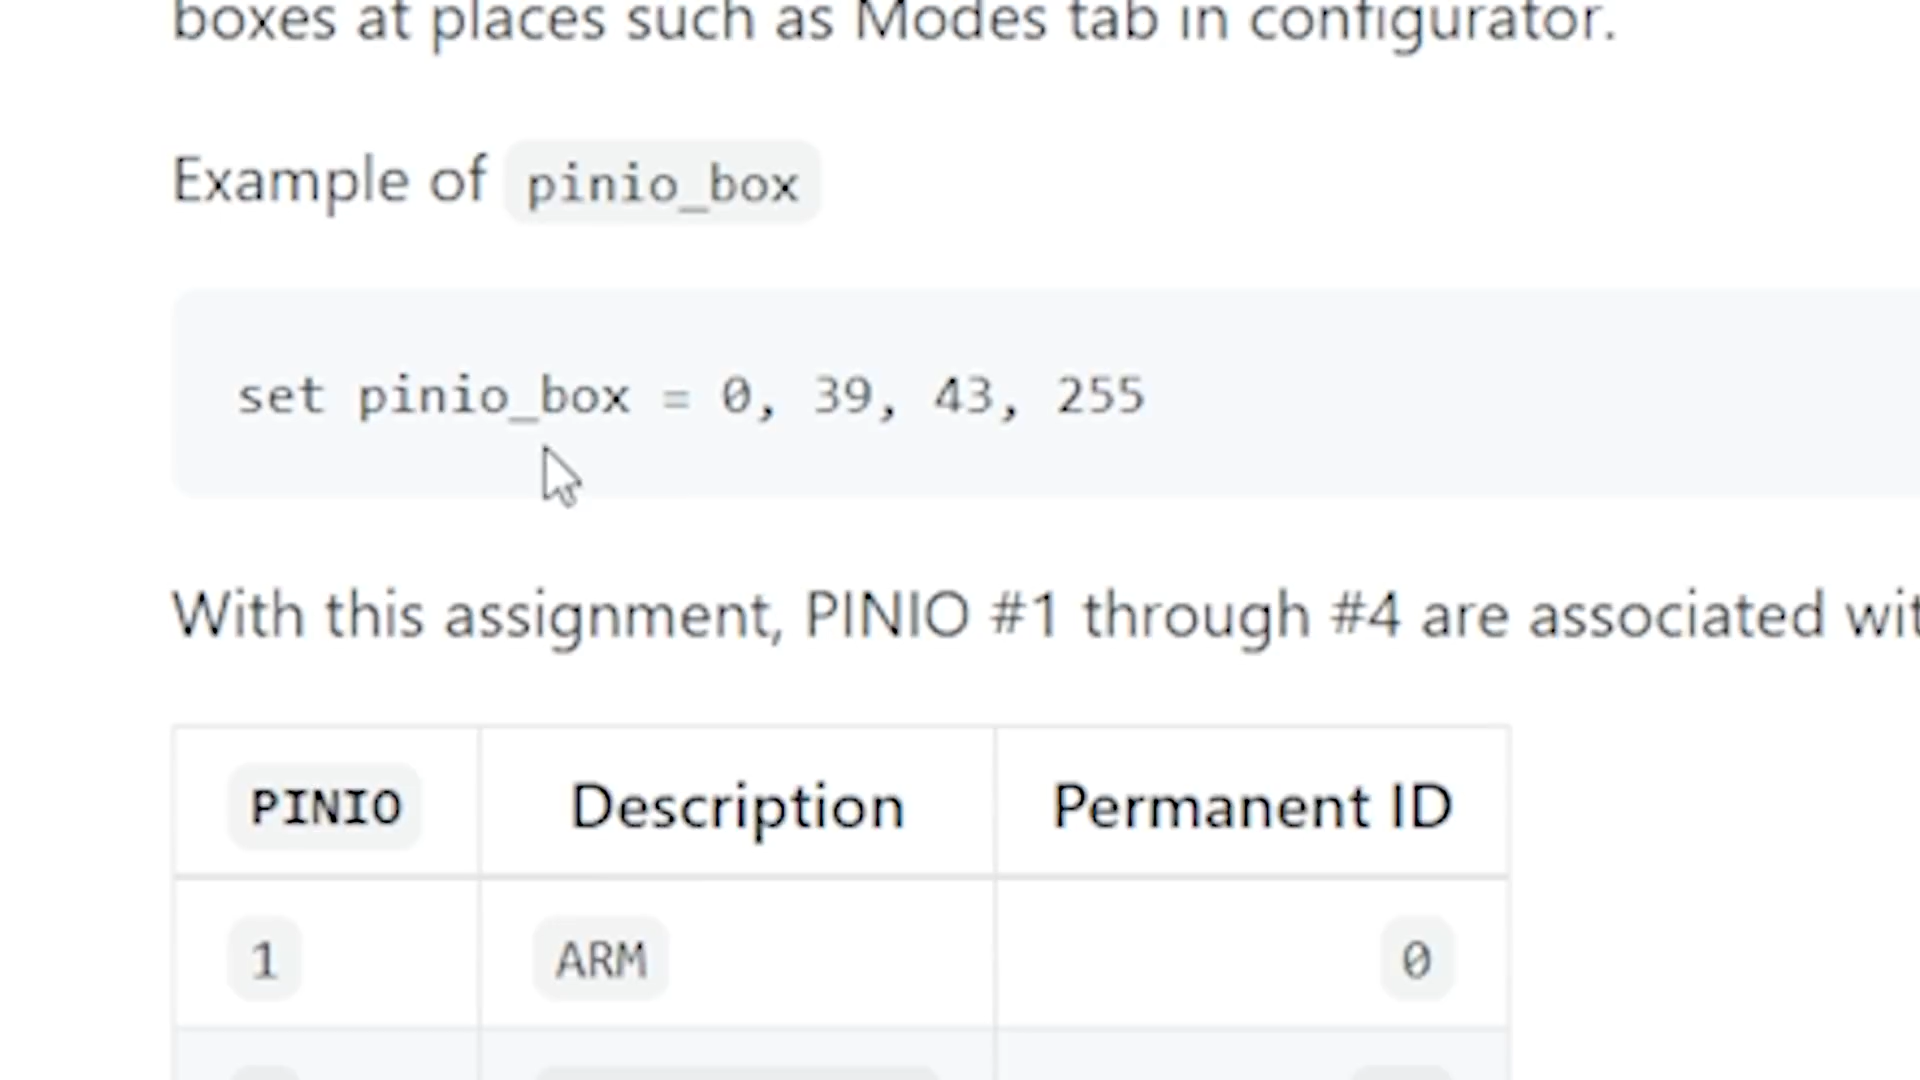 boxes at places such as Modes tab in configurator.
Example of pinio_box
set pinio_box = 0, 39, 43, 255
With this assignment, PINIO #1 through #4 are associated
PINIO Description Permanent ID
1 ARM 0